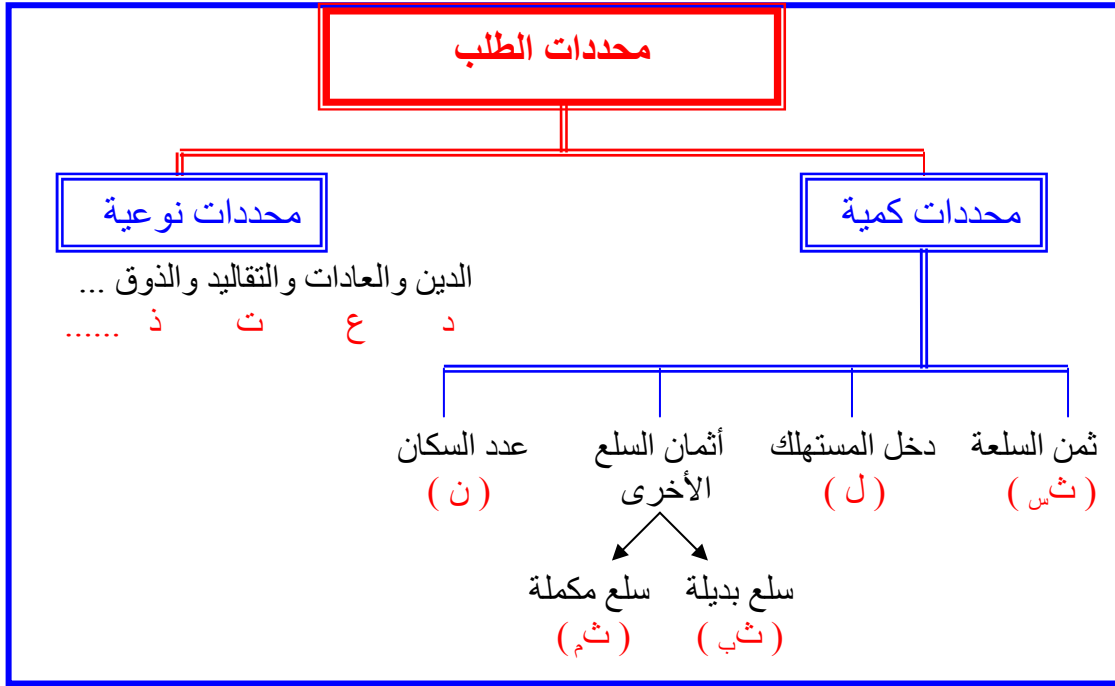 محددات الطلب
محددات كمية
محددات نوعية
الدين والعادات والتقاليد والذوق ...
د ع ت ذ ......
ثمن السلعة
( ثس )
دخل المستهلك
( ل )
أثمان السلع
الأخرى
عدد السكان
( ن )
سلع بديلة
( ثب )
سلع مكملة
( ثم )